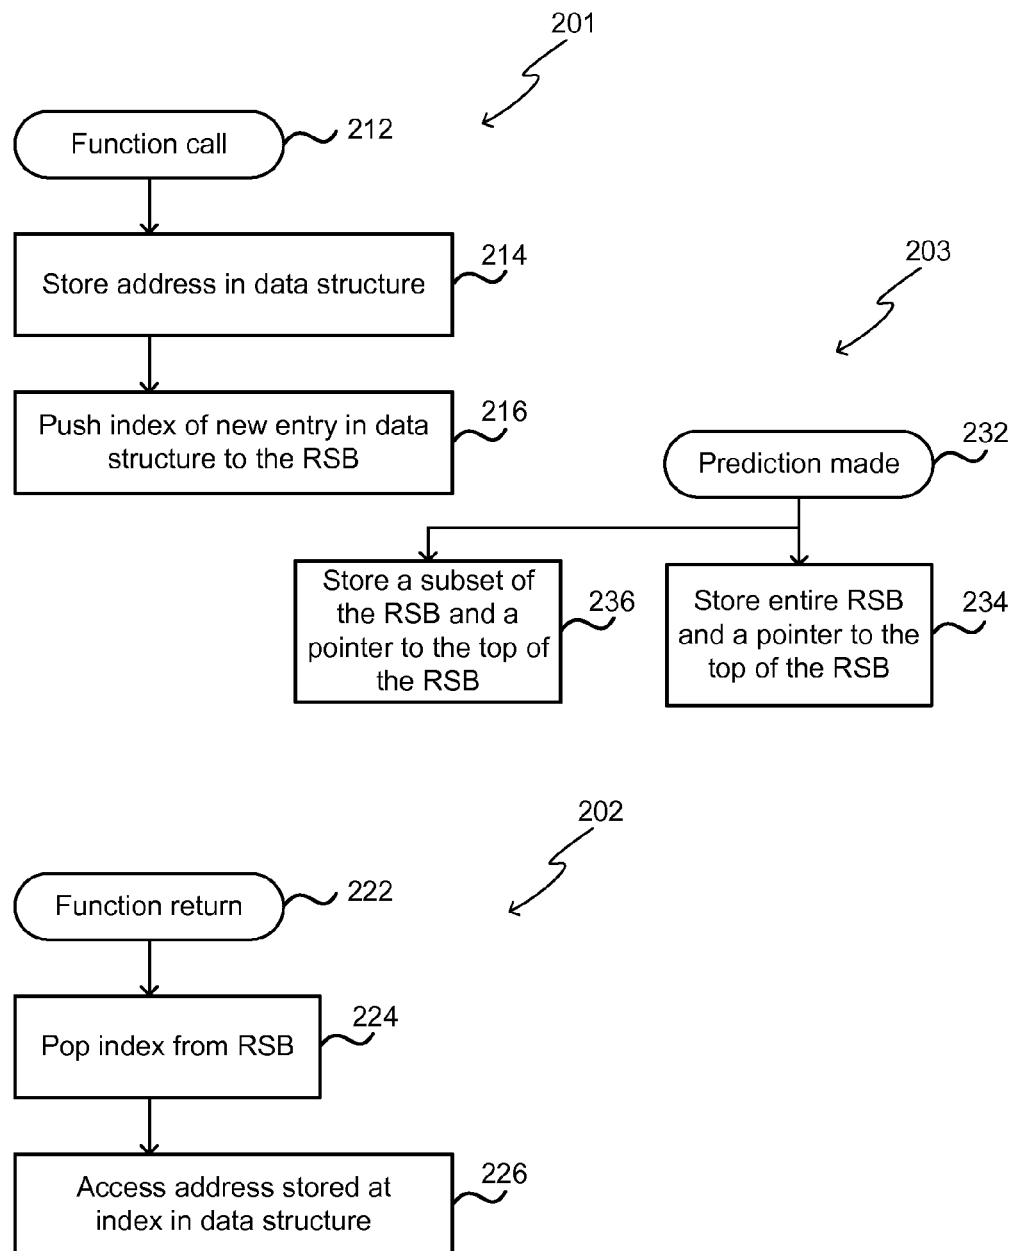 201
Function call
212
Store address in data structure
214
203
Push index of new entry in data
structure to the RSB
216
Prediction made
232
Store a subset of
the RSB and a
pointer to the top of
the RSB
236
Store entire RSB
and a pointer to the
top of the RSB
234
202
Function return
222
Pop index from RSB
224
Access address stored at
index in data structure
226